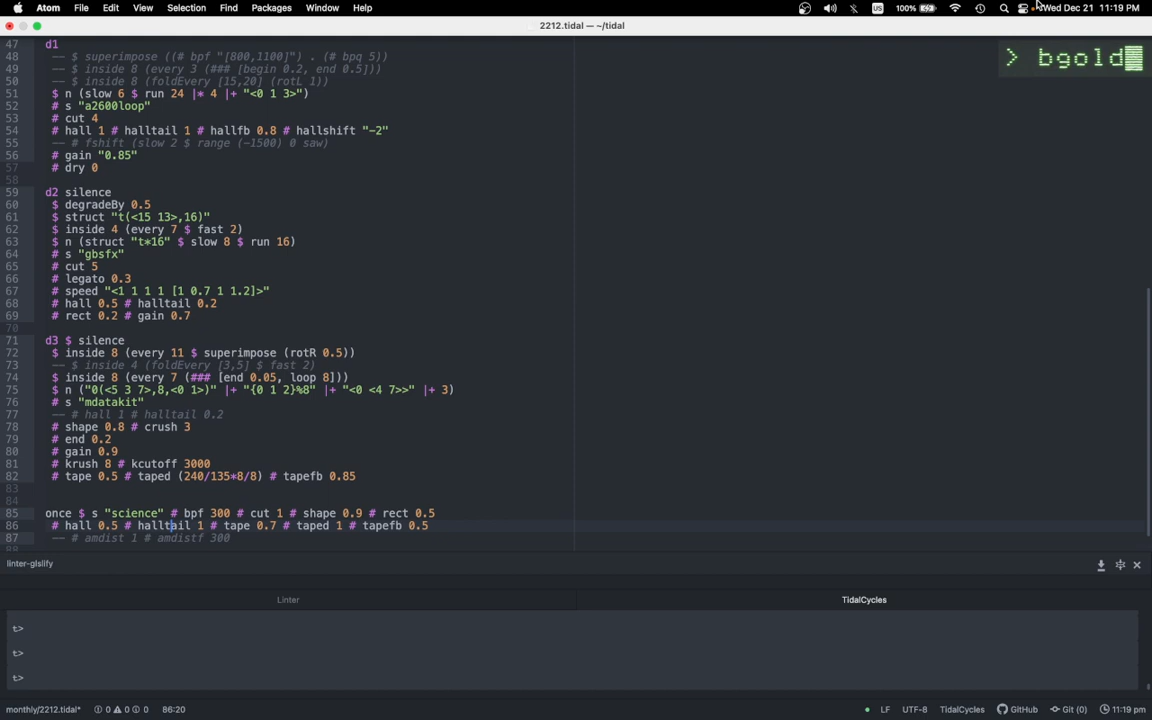 Atom File Edit View Selection Find Packages Window Help US 100% Wed Dec 21 11:19 PM
2212.tidal — ~/tidal
> bgold
47 d1
48 -- $ superimpose ((# bpf "[800,1100]") . (# bpq 5))
49 -- $ inside 8 (every 3 (### [begin 0.2, end 0.5]))
50 -- $ inside 8 (foldEvery [15,20] (rotL 1))
51 $ n (slow 6 $ run 24 |* 4 |+ "<0 1 3>")
52 # s "a2600loop"
53 # cut 4
54 # hall 1 # halltail 1 # hallfb 0.8 # hallshift "-2"
55 -- # fshift (slow 2 $ range (-1500) 0 saw)
56 # gain "0.85"
57 # dry 0
58
59 d2 silence
60 $ degradeBy 0.5
61 $ struct "t(<15 13>,16)"
62 $ inside 4 (every 7 $ fast 2)
63 $ n (struct "t*16" $ slow 8 $ run 16)
64 # s "gbsfx"
65 # cut 5
66 # legato 0.3
67 # speed "<1 1 1 1 [1 0.7 1 1.2]>"
68 # hall 0.5 # halltail 0.2
69 # rect 0.2 # gain 0.7
70
71 d3 $ silence
72 $ inside 8 (every 11 $ superimpose (rotR 0.5))
73 -- $ inside 4 (foldEvery [3,5] $ fast 2)
74 $ inside 8 (every 7 (### [end 0.05, loop 8]))
75 $ n ("0(<5 3 7>,8,<0 1>)" |+ "{0 1 2}%8" |+ "<0 <4 7>>" |+ 3)
76 # s "mdatakit"
77 -- # hall 1 # halltail 0.2
78 # shape 0.8 # crush 3
79 # end 0.2
80 # gain 0.9
81 # krush 8 # kcutoff 3000
82 # tape 0.5 # taped (240/135*8/8) # tapefb 0.85
83
84
85 once $ s "science" # bpf 300 # cut 1 # shape 0.9 # rect 0.5
86 # hall 0.5 # halltail 1 # tape 0.7 # taped 1 # tapefb 0.5
87 -- # amdist 1 # amdistf 300
88
linter-glslify
Linter TidalCycles
t>
t>
t>
monthly/2212.tidal* 0 0 0 86:20 LF UTF-8 TidalCycles GitHub Git (0) 11:19 pm